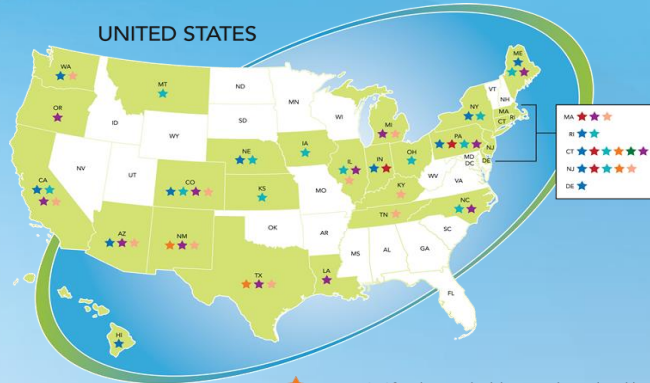 UNITED STATES
WA
MT
ND
MN
ME
VT
NH
OR
ID
SD
WI
MI
NY
MA
CT
RI
WY
NE
IA
PA
NJ
NV
UT
CO
IL
IN
OH
MD
DC
DE
WV
VA
CA
KS
MO
KY
NC
AZ
NM
OK
AR
TN
SC
MS
AL
GA
TX
LA
FL
HI
MA
RI
CT
NJ
DE